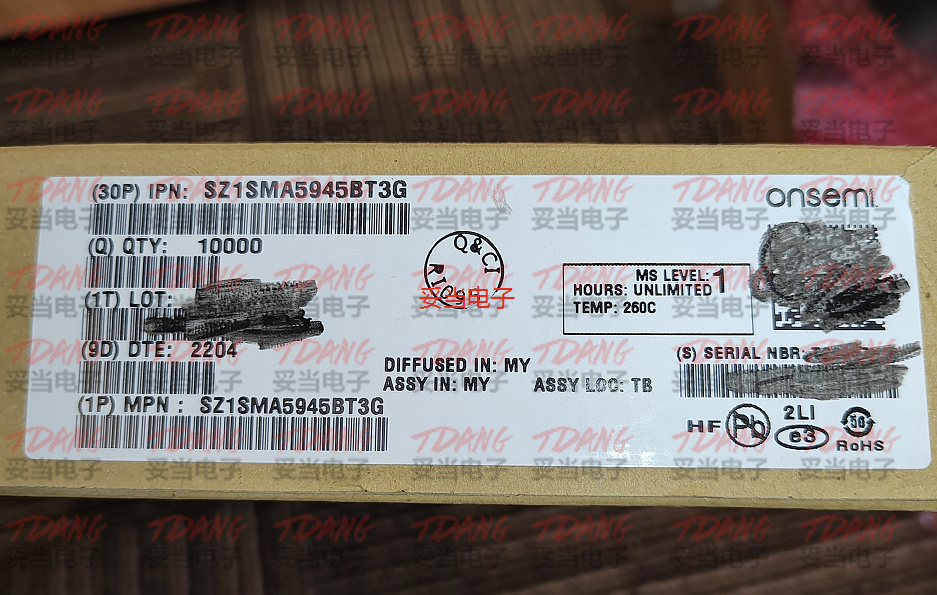 (30P) IPN: SZ1SMA5945BT3G
onsemi
(Q) QTY: 10000
Q&CI
MS LEVEL: 1
HOURS: UNLIMITED
TEMP: 260C
妥当电子
(1T) LOT:
(9D) DTE: 2204
(S) SERIAL NBR:
DIFFUSED IN: MY
ASSY IN: MY ASSY LOC: TB
(1P) MPN : SZ1SMA5945BT3G
HF Pb 2LI e3 50 RoHS
TDANG
妥当电子